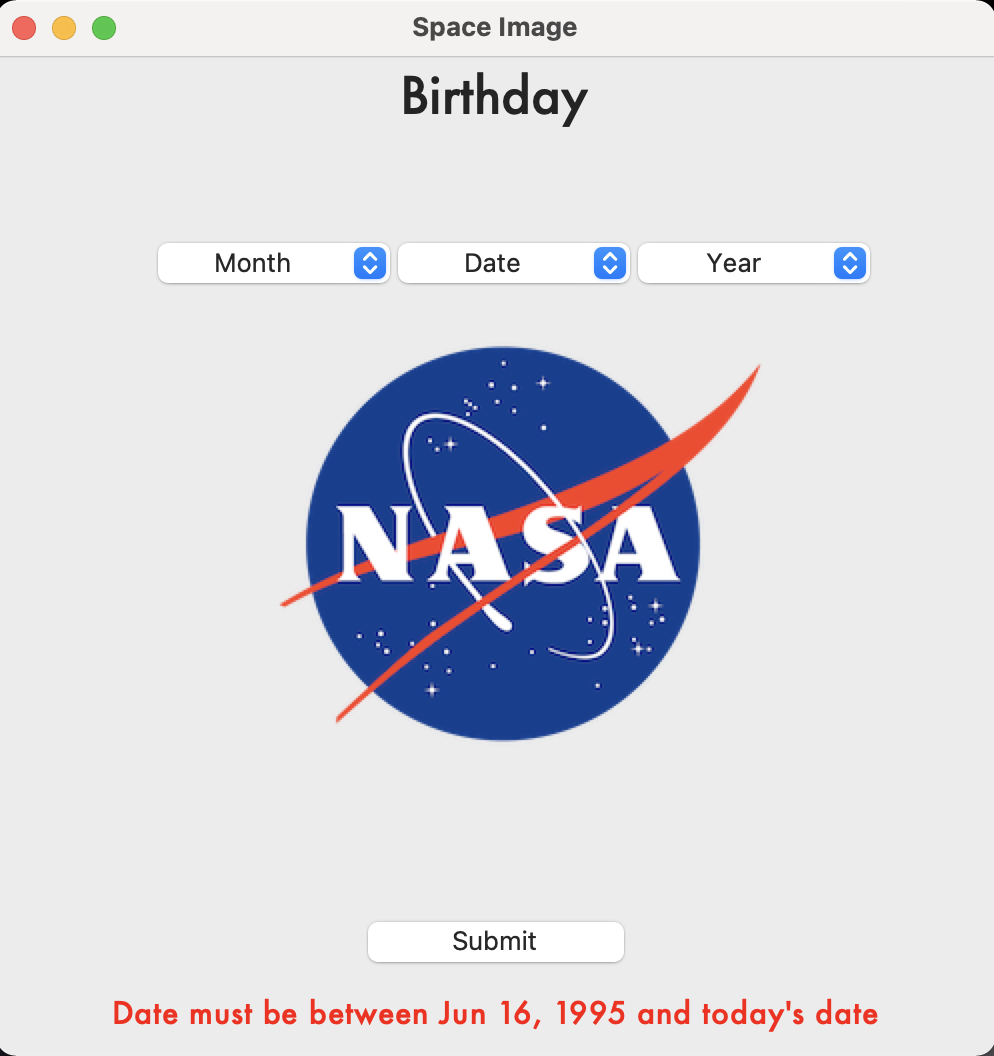 Space Image
Birthday
Month Date Year
NASA
Submit
Date must be between Jun 16, 1995 and today's date